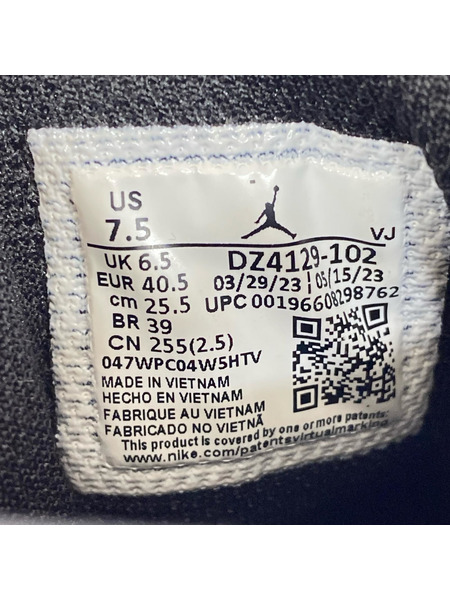 US
7.5
VJ
UK 6.5 DZ4129-102
EUR 40.5 03/29/23 | 05/15/23
cm 25.5 UPC 00196608298762
BR 39
CN 255(2.5)
047WPC04W5HTV
MADE IN VIETNAM
HECHO EN VIETNAM
FABRIQUE AU VIETNAM
FABRICADO NO VIETNÃ
This product is covered by one or more patents
www.nike.com/patentsvirtualmarking